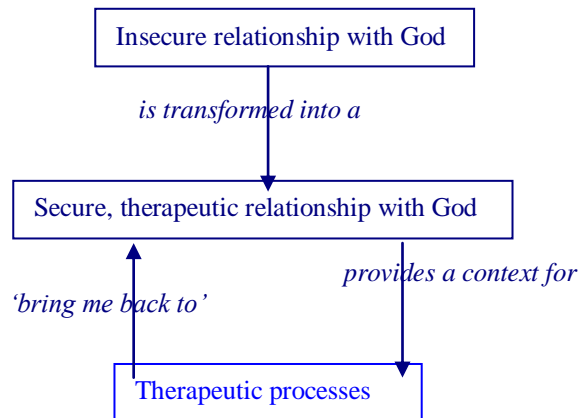 Insecure relationship with God
is transformed into a
Secure, therapeutic relationship with God
provides a context for
‘bring me back to’
Therapeutic processes